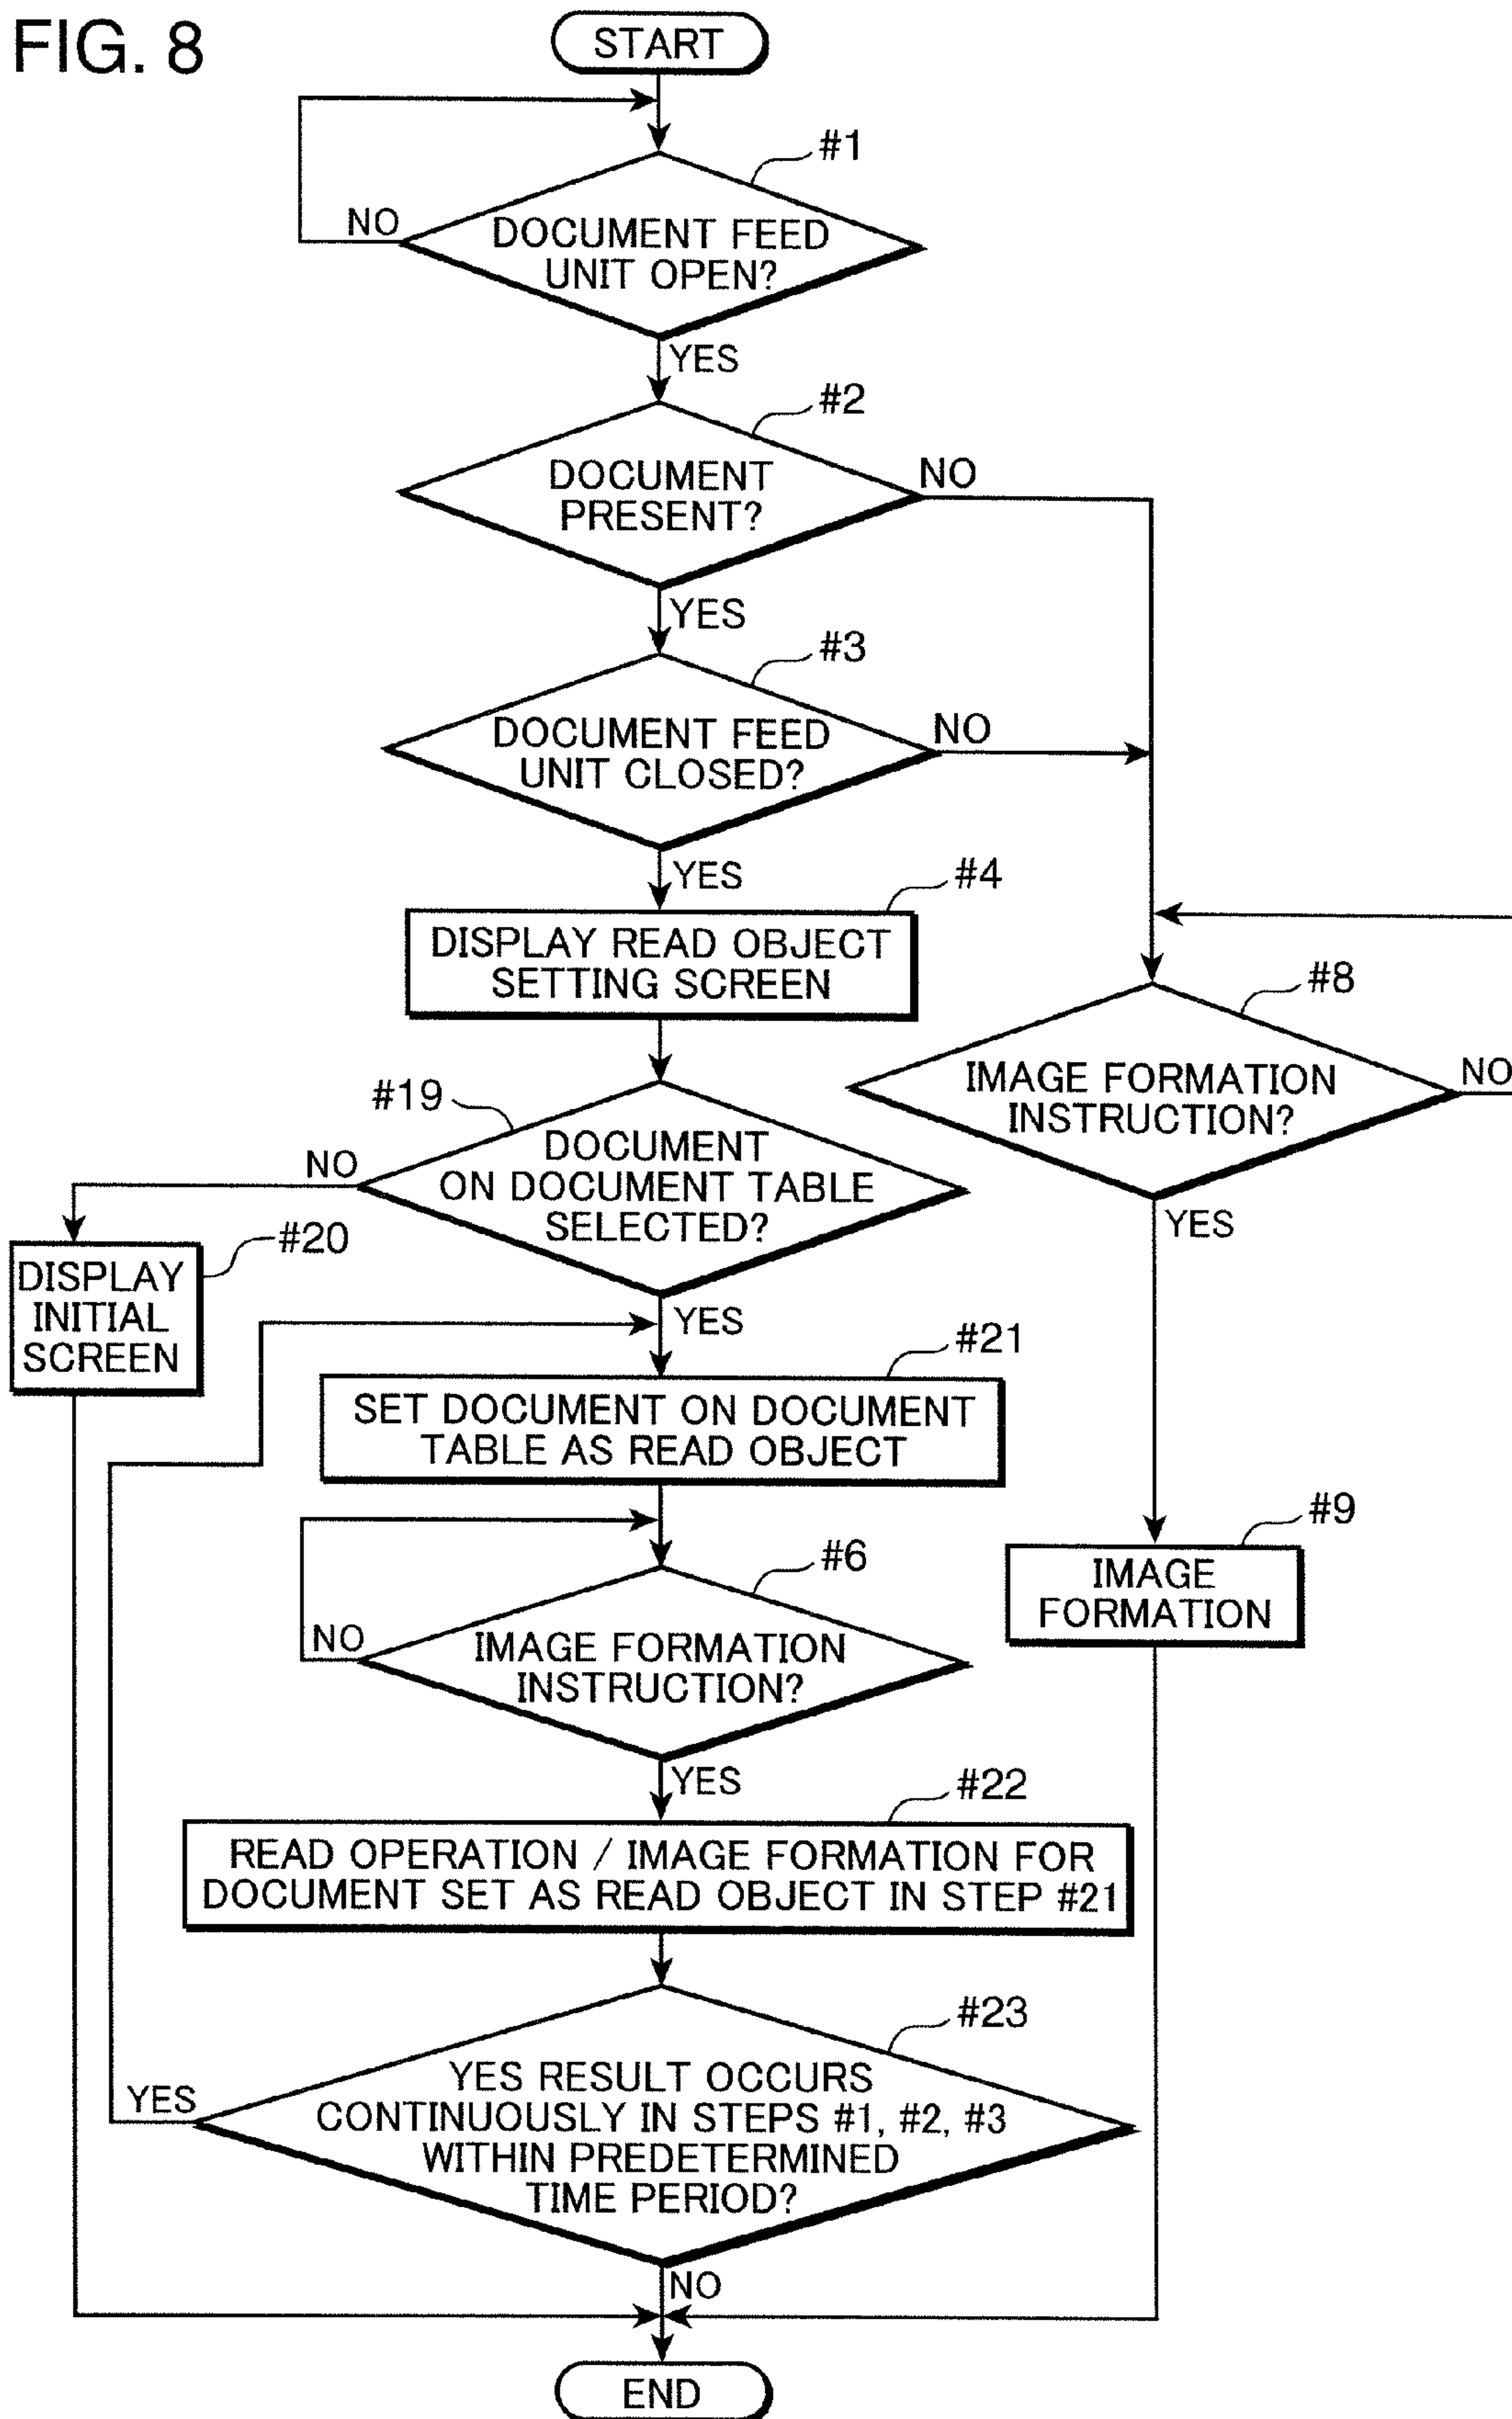 FIG. 8
START
#1
NO
DOCUMENT FEED
UNIT OPEN?
YES
#2
DOCUMENT
PRESENT?
NO
YES
#3
DOCUMENT FEED
UNIT CLOSED?
NO
YES
#4
DISPLAY READ OBJECT
SETTING SCREEN
#8
IMAGE FORMATION
INSTRUCTION?
NO
YES
#19
NO
DOCUMENT
ON DOCUMENT TABLE
SELECTED?
#20
DISPLAY
INITIAL
SCREEN
YES
#21
SET DOCUMENT ON DOCUMENT
TABLE AS READ OBJECT
#9
IMAGE
FORMATION
#6
NO
IMAGE FORMATION
INSTRUCTION?
YES
#22
READ OPERATION / IMAGE FORMATION FOR
DOCUMENT SET AS READ OBJECT IN STEP #21
#23
YES
YES RESULT OCCURS
CONTINUOUSLY IN STEPS #1, #2, #3
WITHIN PREDETERMINED
TIME PERIOD?
NO
END